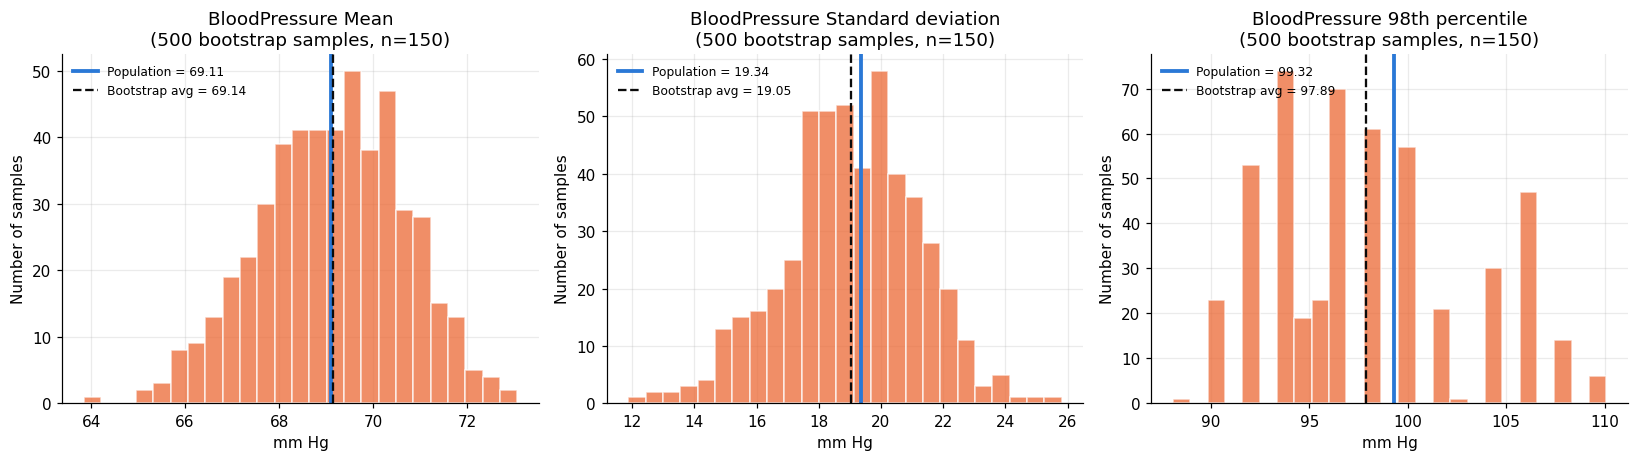 BloodPressure Mean
(500 bootstrap samples, n=150)
Population = 69.11
Bootstrap avg = 69.14
Number of samples
50
40
30
20
10
0
64
66
68
70
72
mm Hg
BloodPressure Standard deviation
(500 bootstrap samples, n=150)
Population = 19.34
Bootstrap avg = 19.05
Number of samples
60
50
40
30
20
10
0
12
14
16
18
20
22
24
26
mm Hg
BloodPressure 98th percentile
(500 bootstrap samples, n=150)
Population = 99.32
Bootstrap avg = 97.89
Number of samples
70
60
50
40
30
20
10
0
90
95
100
105
110
mm Hg